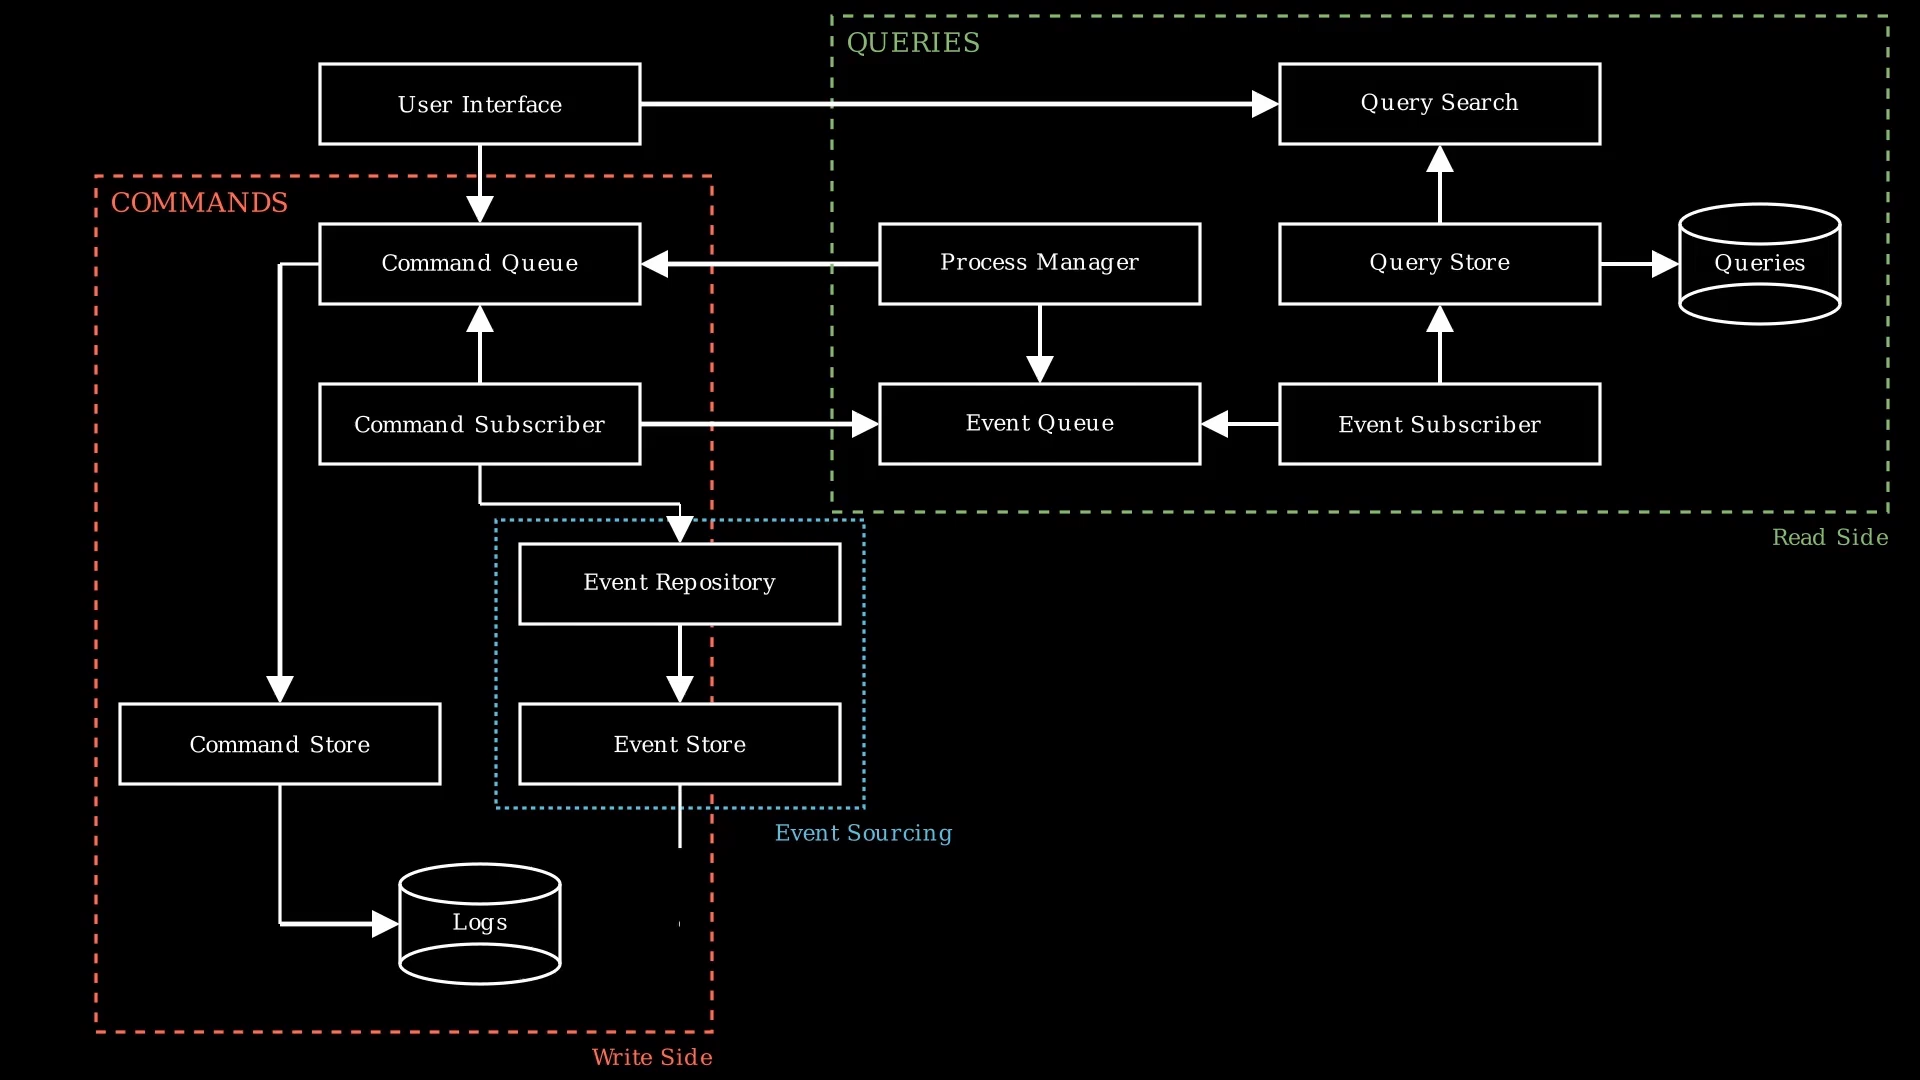 QUERIES
User Interface
Query Search
COMMANDS
Command Queue
Process Manager
Query Store
Queries
Command Subscriber
Event Queue
Event Subscriber
Read Side
Event Repository
Command Store
Event Store
Event Sourcing
Logs
Write Side